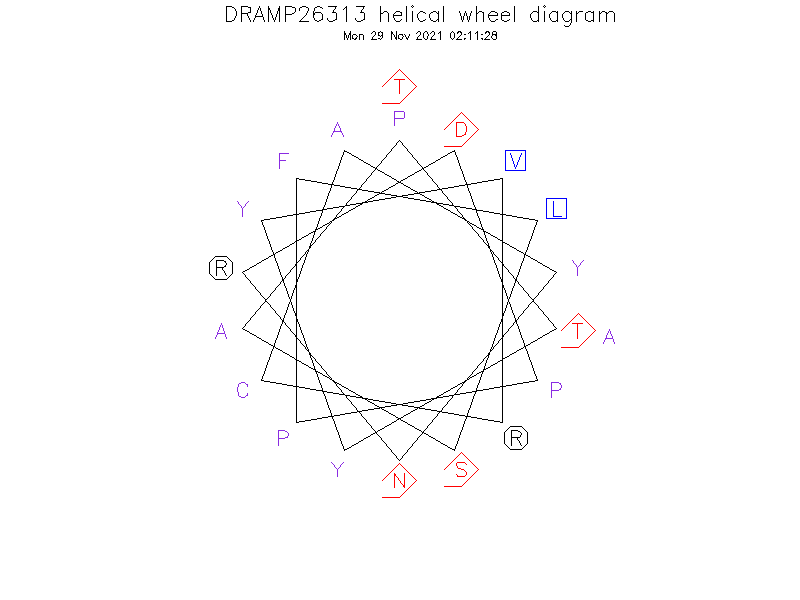 DRAMP26313 helical wheel diagram
Mon 29 Nov 2021 02:11:28
T
P
A
D
F
V
Y
L
R
Y
A
T A
C
P
P
R
Y
N
S